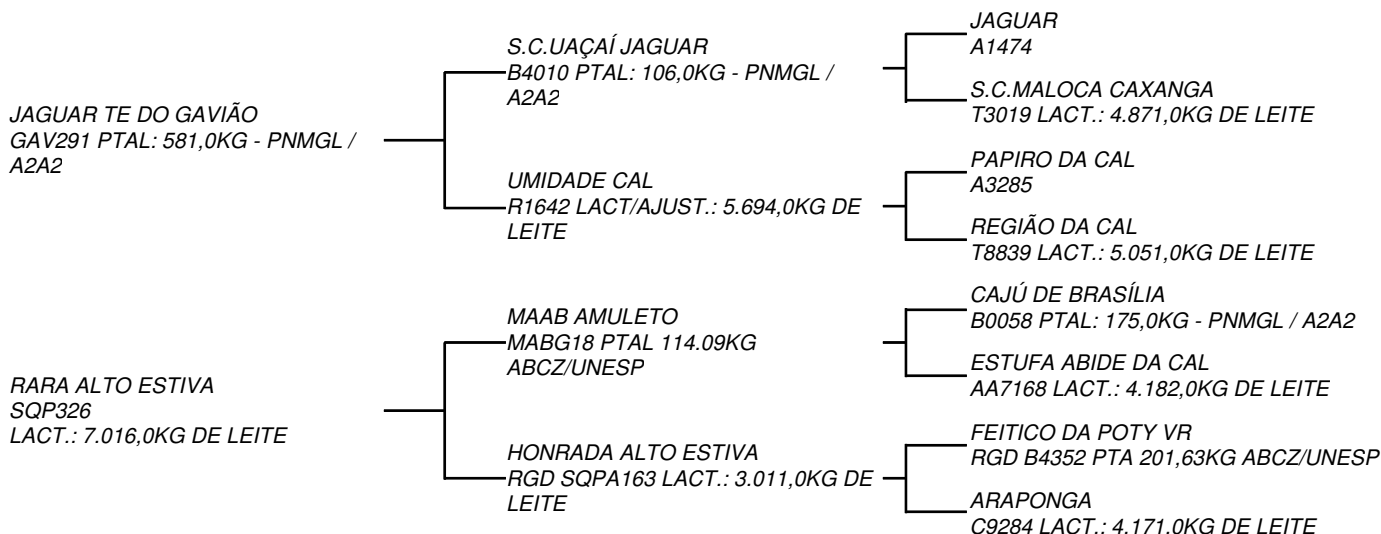 JAGUAR TE DO GAVIÃO
GAV291 PTAL: 581,0KG - PNMGL /
A2A2
RARA ALTO ESTIVA
SQP326
LACT.: 7.016,0KG DE LEITE
S.C.UAÇAÍ JAGUAR
B4010 PTAL: 106,0KG - PNMGL /
A2A2
UMIDADE CAL
R1642 LACT/AJUST.: 5.694,0KG DE
LEITE
MAAB AMULETO
MABG18 PTAL 114.09KG
ABCZ/UNESP
HONRADA ALTO ESTIVA
RGD SQPA163 LACT.: 3.011,0KG DE
LEITE
JAGUAR
A1474
S.C.MALOCA CAXANGA
T3019 LACT.: 4.871,0KG DE LEITE
PAPIRO DA CAL
A3285
REGIÃO DA CAL
T8839 LACT.: 5.051,0KG DE LEITE
CAJÚ DE BRASÍLIA
B0058 PTAL: 175,0KG - PNMGL / A2A2
ESTUFA ABIDE DA CAL
AA7168 LACT.: 4.182,0KG DE LEITE
FEITICO DA POTY VR
RGD B4352 PTA 201,63KG ABCZ/UNESP
ARAPONGA
C9284 LACT.: 4.171.0KG DE LEITE